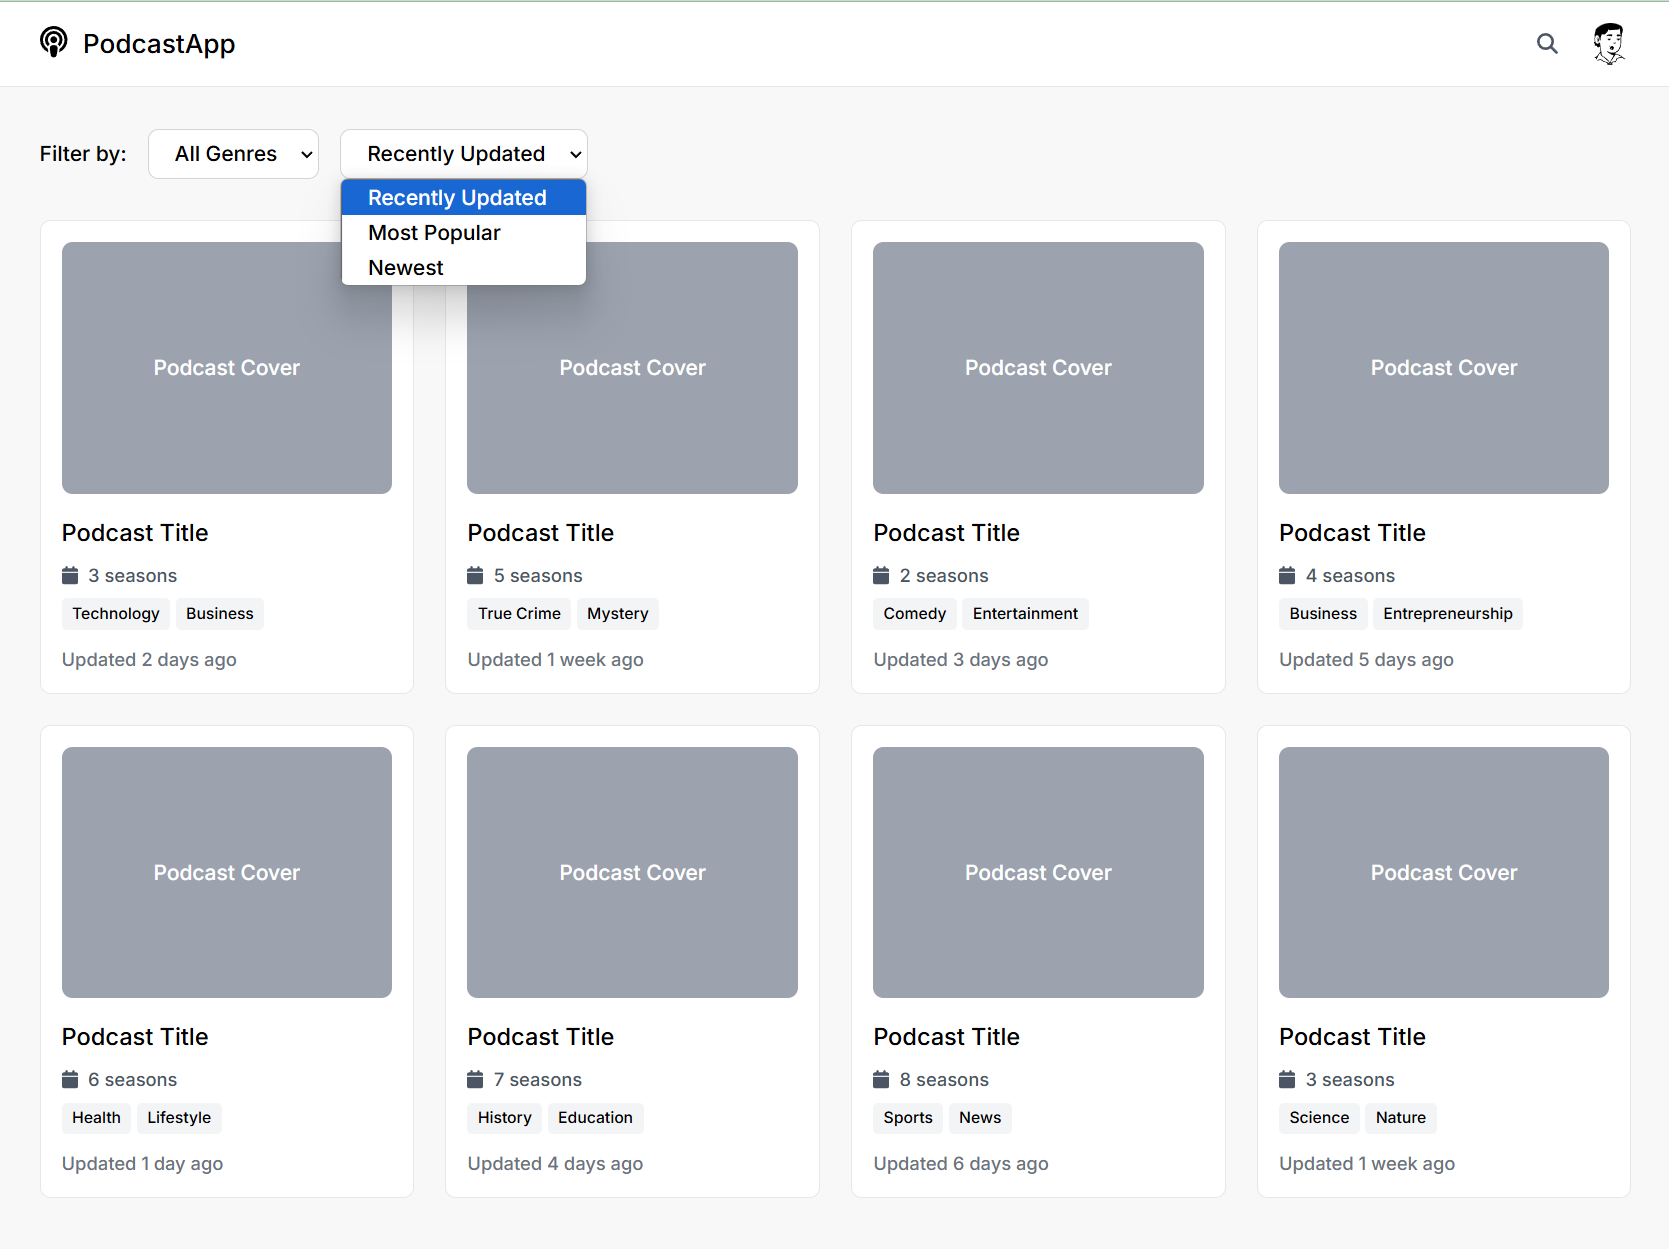 PodcastApp
Filter by:
All Genres
Recently Updated
Recently Updated
Most Popular
Newest
Podcast Cover
Podcast Title
3 seasons
Technology Business
Updated 2 days ago
Podcast Cover
Podcast Title
5 seasons
True Crime Mystery
Updated 1 week ago
Podcast Cover
Podcast Title
2 seasons
Comedy Entertainment
Updated 3 days ago
Podcast Cover
Podcast Title
4 seasons
Business Entrepreneurship
Updated 5 days ago
Podcast Cover
Podcast Title
6 seasons
Health Lifestyle
Updated 1 day ago
Podcast Cover
Podcast Title
7 seasons
History Education
Updated 4 days ago
Podcast Cover
Podcast Title
8 seasons
Sports News
Updated 6 days ago
Podcast Cover
Podcast Title
3 seasons
Science Nature
Updated 1 week ago